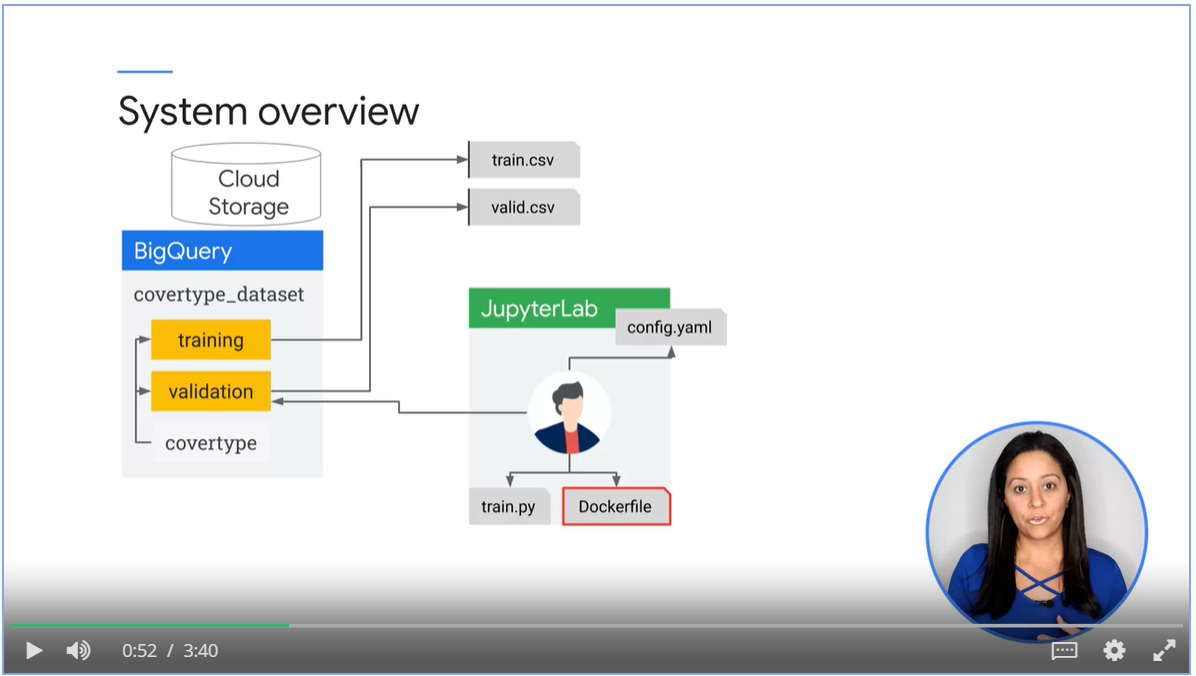 System overview
Cloud
Storage
train.csv
valid.csv
BigQuery
covertype_dataset
training
validation
covertype
JupyterLab
config.yaml
train.py
Dockerfile
0:52 / 3:40